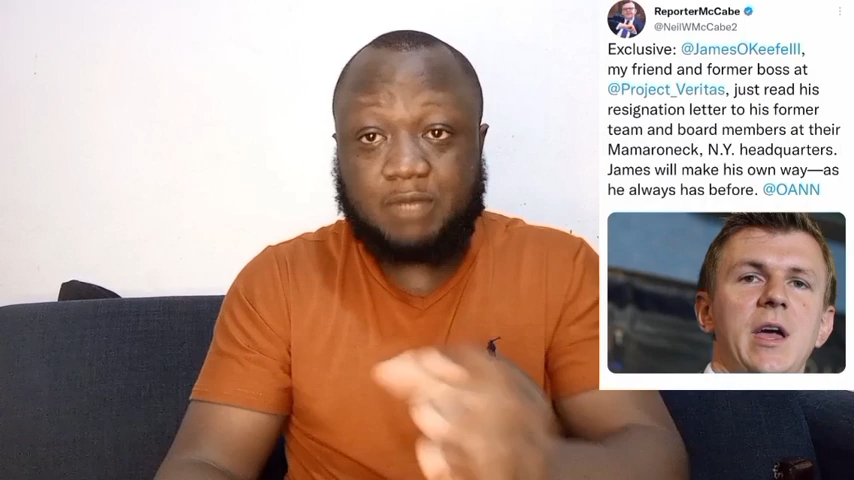 ReporterMcCabe
@NeilWMcCabe2
Exclusive: @JamesOKeefeIII,
my friend and former boss at
@Project_Veritas, just read his
resignation letter to his former
team and board members at their
Mamaroneck, N.Y. headquarters.
James will make his own way—as
he always has before. @OANN